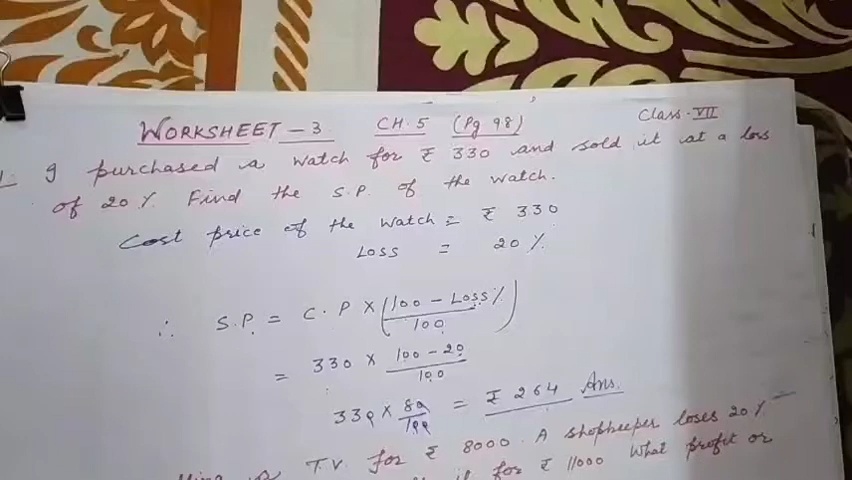 WORKSHEET - 3 CH.5 (Pg 98) Class - VII
1. I purchased a watch for ₹ 330 and sold it at a loss
of 20 %. Find the S.P. of the watch.
Cost price of the watch = ₹ 330
Loss = 20 %
∴ S.P. = C.P × (100 - Loss% / 100)
= 330 × 100 - 20 / 100
330 × 80 / 100 = ₹ 264 Ans.
T.V. for ₹ 8000. A shopkeeper loses 20 %.
for ₹ 11000 What profit or